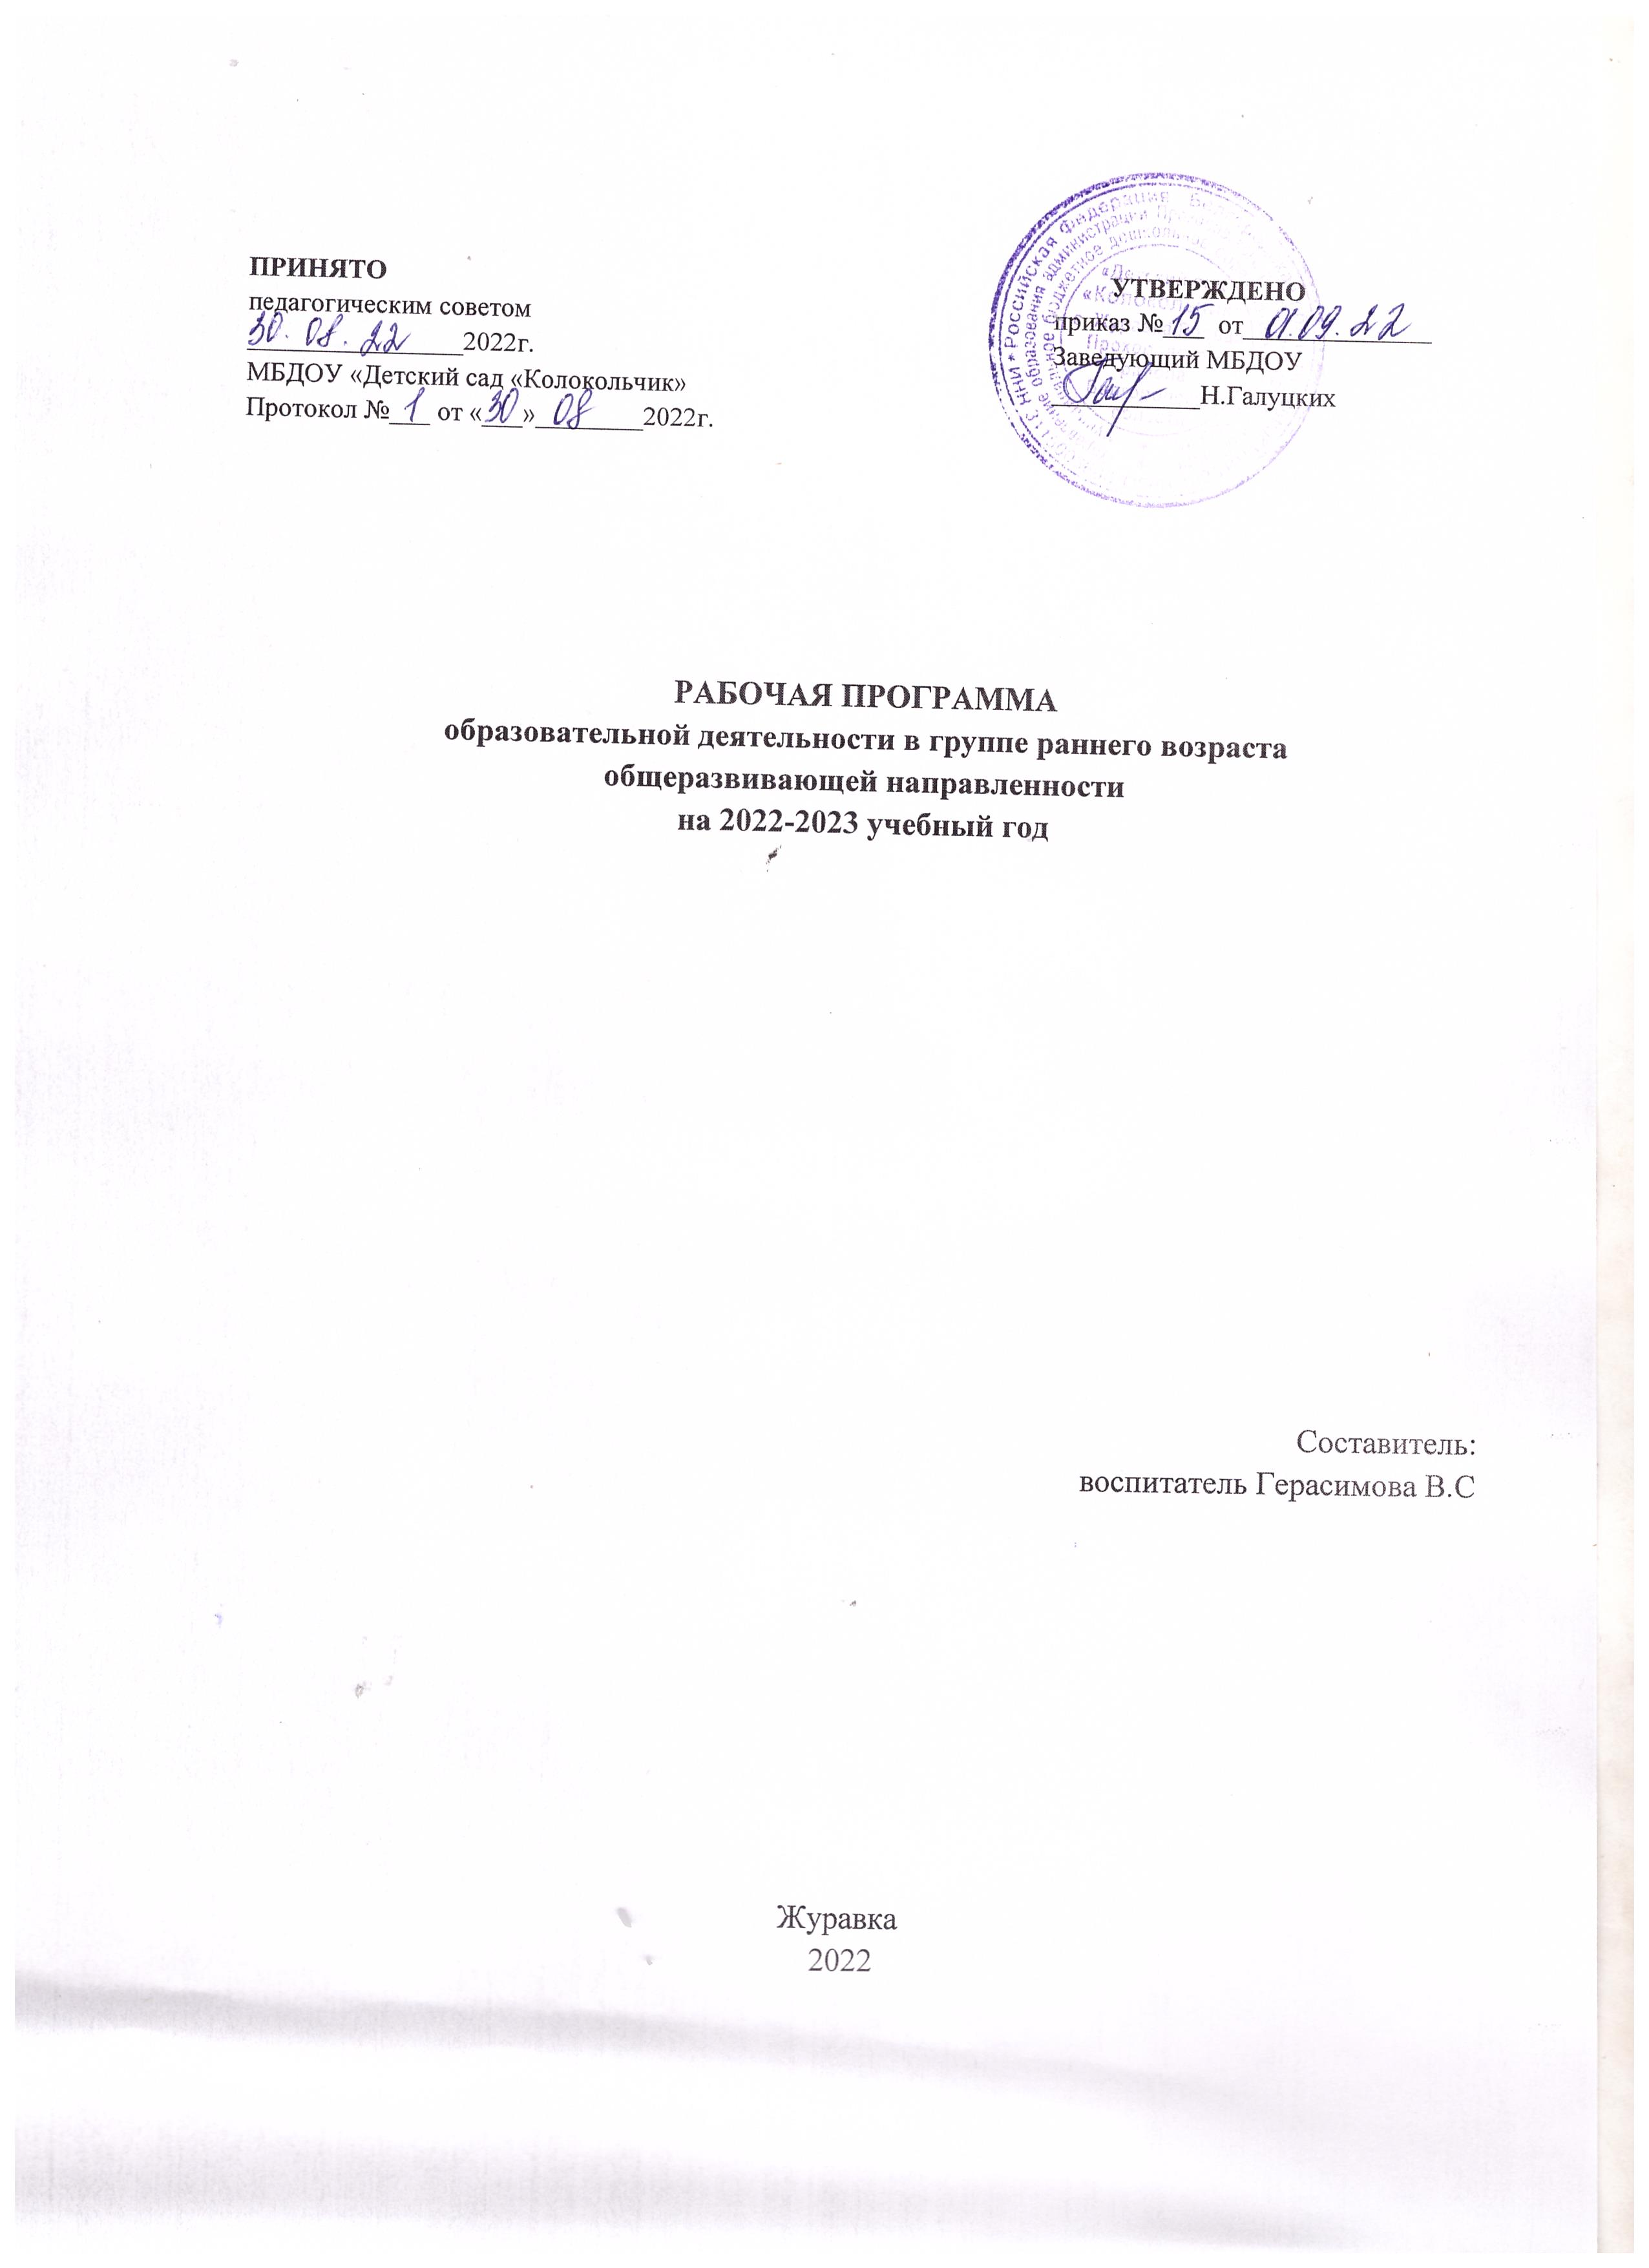 ПРИНЯТО
педагогическим советом
30.08.22 2022г.
МБДОУ «Детский сад «Колокольчик»
Протокол № 1 от «30» 08 2022г.
УТВЕРЖДЕНО
приказ № 15 от 01.09.22
Заведующий МБДОУ
Н.Галуцких
Российская Федерация
РАБОЧАЯ ПРОГРАММА
образовательной деятельности в группе раннего возраста
общеразвивающей направленности
на 2022-2023 учебный год
Составитель:
воспитатель Герасимова В.С
Журавка
2022